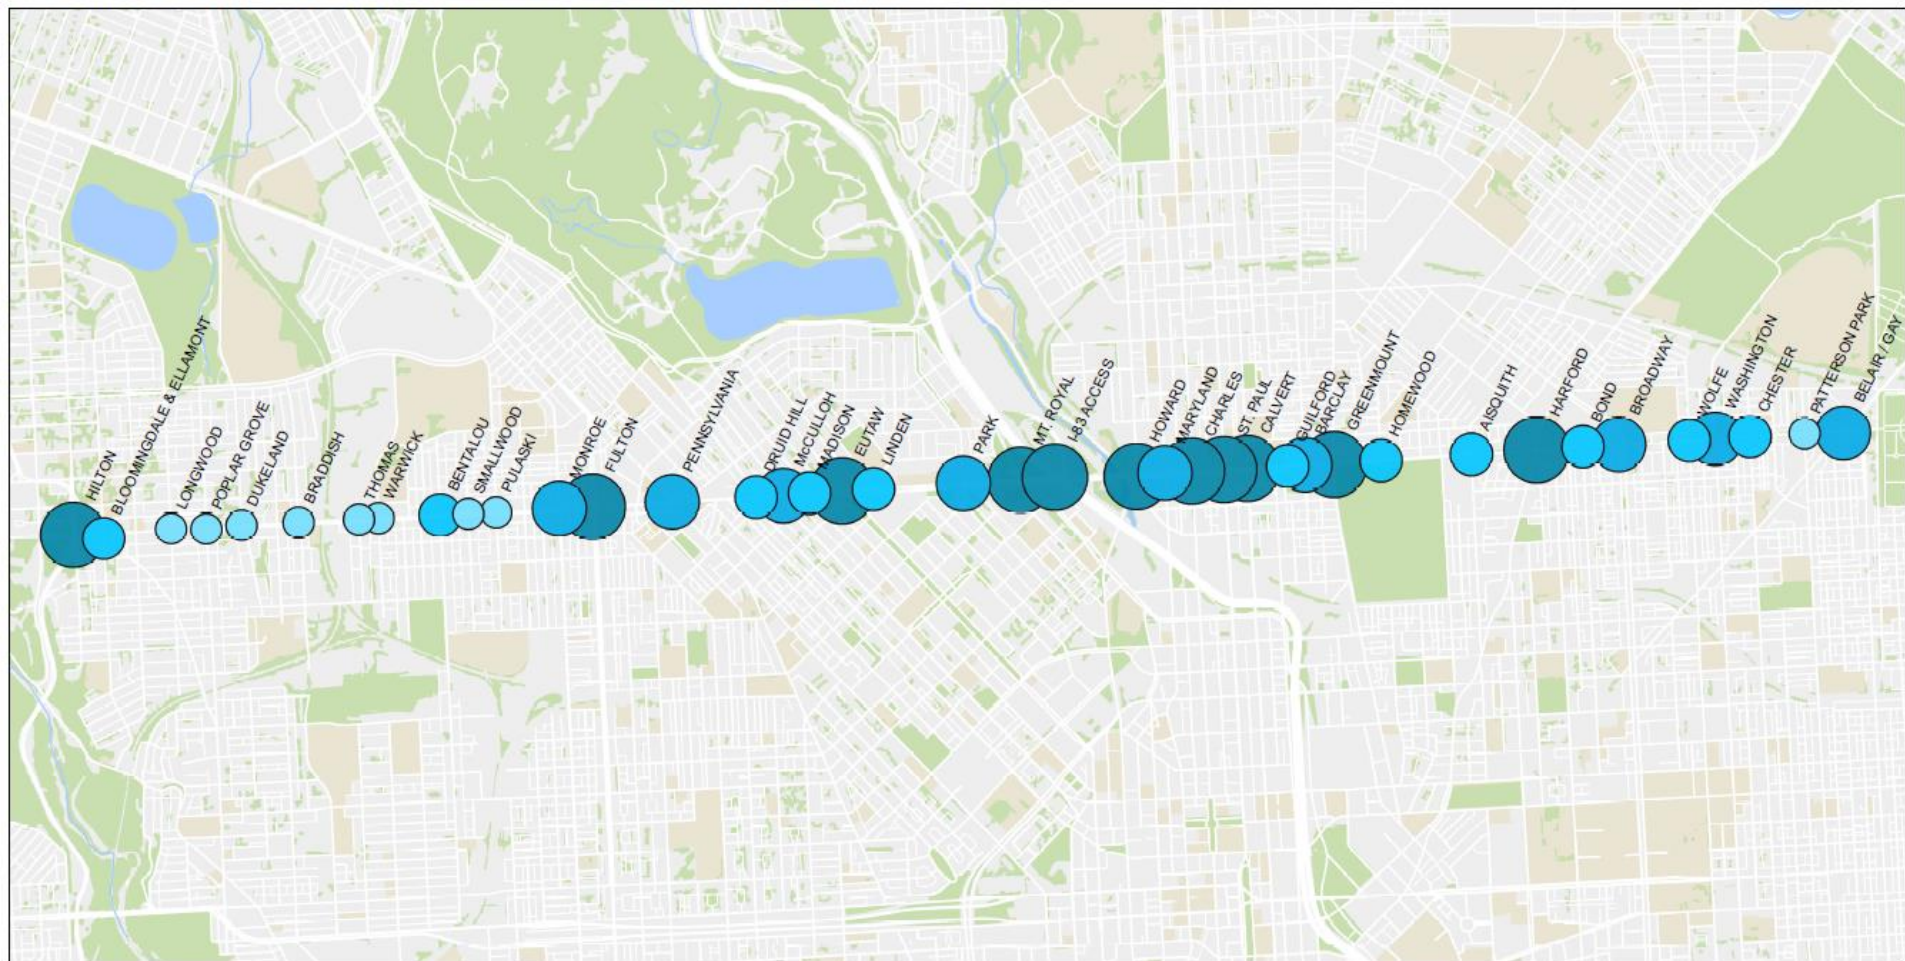 HILTON
BLOOMINGDALE & ELLAMONT
LONGWOOD
POPLAR GROVE
DUKELAND
BRADDISH
THOMAS
WARWICK
BENTALOU
SMALLWOOD
PULASKI
MONROE
FULTON
PENNSYLVANIA
DRUID HILL
McCULLOH
MADISON
EUTAW
LINDEN
PARK
MT. ROYAL
I-83 ACCESS
HOWARD
MARYLAND
CHARLES
ST. PAUL
CALVERT
GUILFORD
BARCLAY
GREENMOUNT
HOMEWOOD
AISQUITH
HARFORD
BOND
BROADWAY
WOLFE
WASHINGTON
CHESTER
PATTERSON PARK
BELAIR / GAY